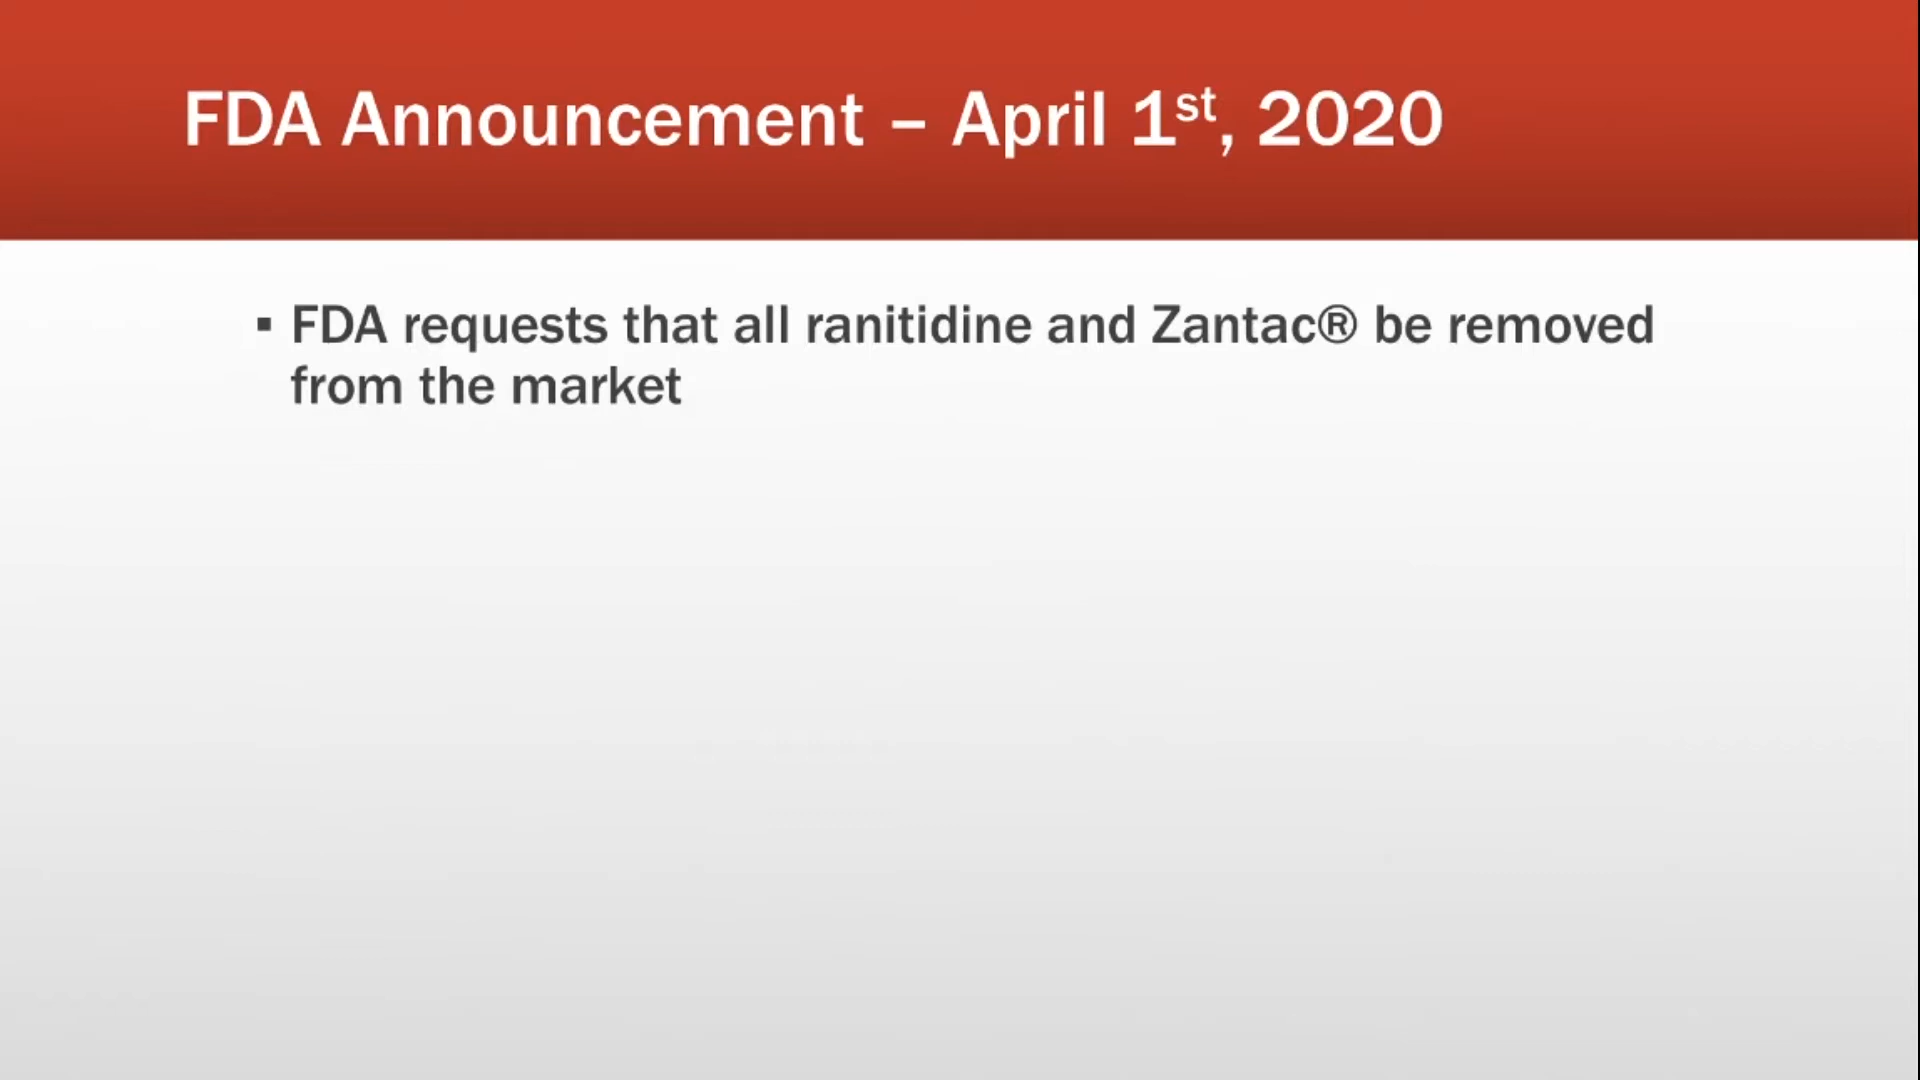 FDA Announcement – April 1st, 2020
▪ FDA requests that all ranitidine and Zantac® be removed
from the market